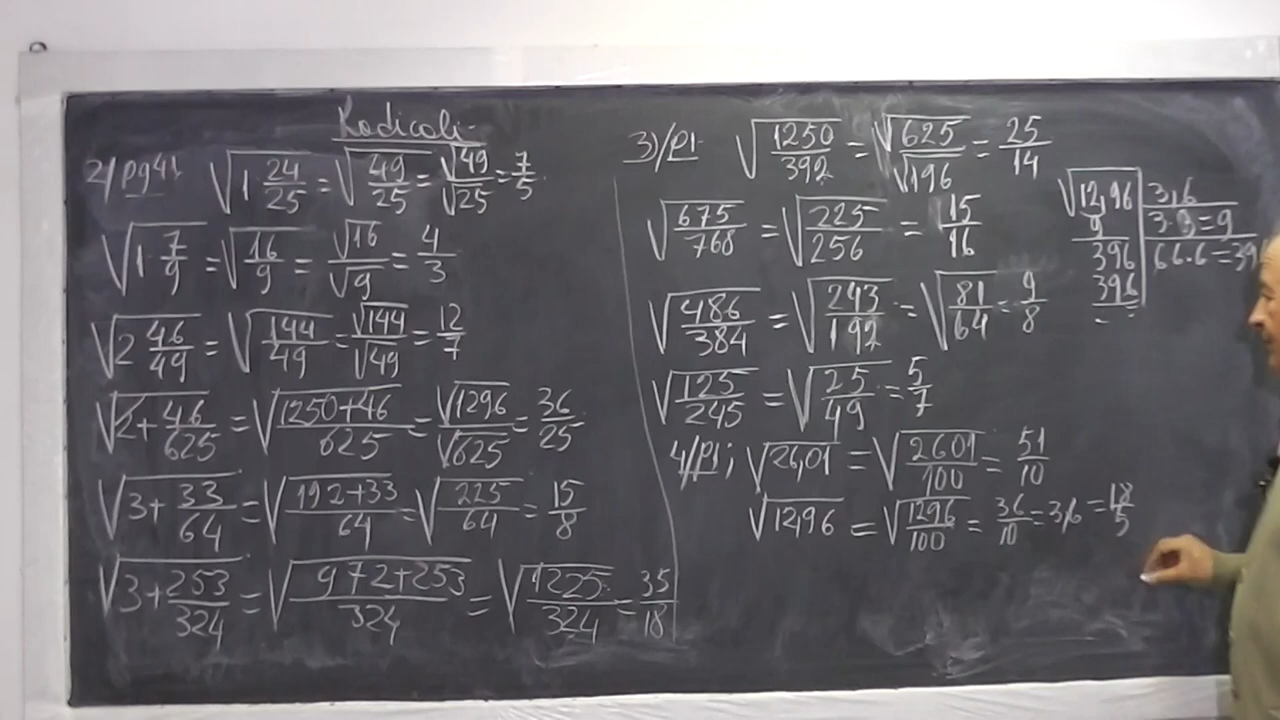 Radicali
2) pg41 √(1 24/25) = √(49/25) = √49/√25 = 7/5
√(1 7/9) = √(16/9) = √16/√9 = 4/3
√(2 46/49) = √(144/49) = √144/√49 = 12/7
√(2 + 46/625) = √((1250+46)/625) = √1296/√625 = 36/25
√(3 + 33/64) = √((192+33)/64) = √(225/64) = 15/8
√(3 + 253/324) = √((972+253)/324) = √(1225/324) = 35/18
3)/p1 √(1250/392) = √625/√196 = 25/14
√(675/768) = √(225/256) = 15/16
√(486/384) = √(243/192) = √(81/64) = 9/8
√(125/245) = √(25/49) = 5/7
4/p1; √26,01 = √(2601/100) = 51/10
√12,96 = √(1296/100) = 36/10 = 3,6 = 18/5
√12,96 | 3,6
9 | 3·3=9
396 | 66·6=39
396
- -